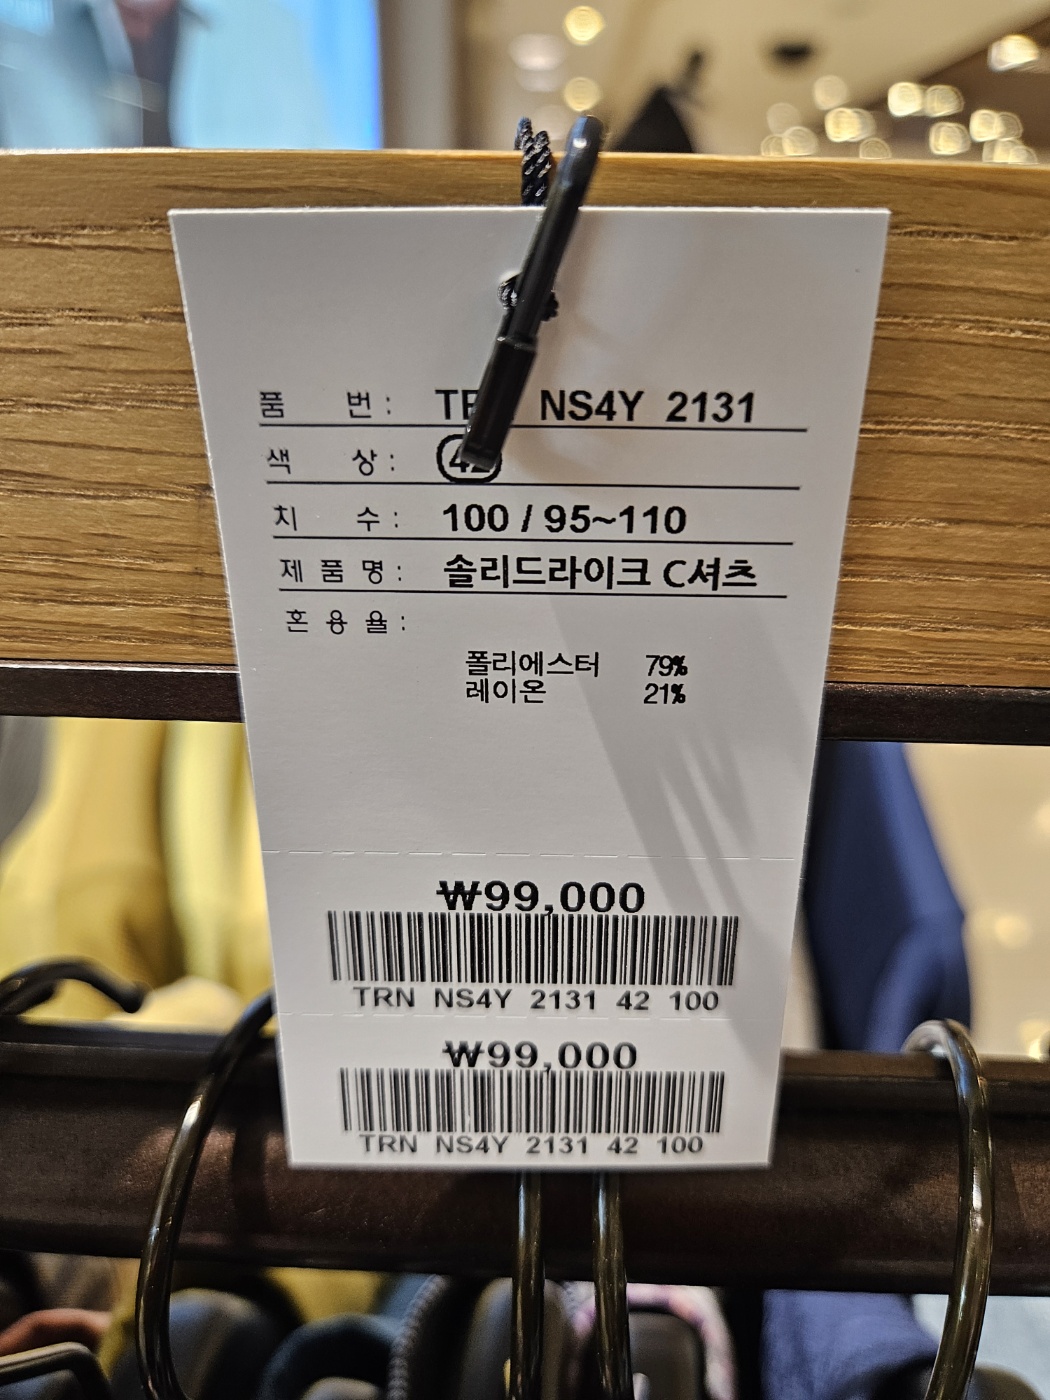 품 번 : NS4Y 2131
색 상 :
치 수 : 100 / 95~110
제 품 명 : 솔리드라이크 C셔츠
혼 용 율 :
폴리에스터 79%
레이온 21%
₩99,000
TRN NS4Y 2131 42 100
₩99,000
TRN NS4Y 2131 42 100